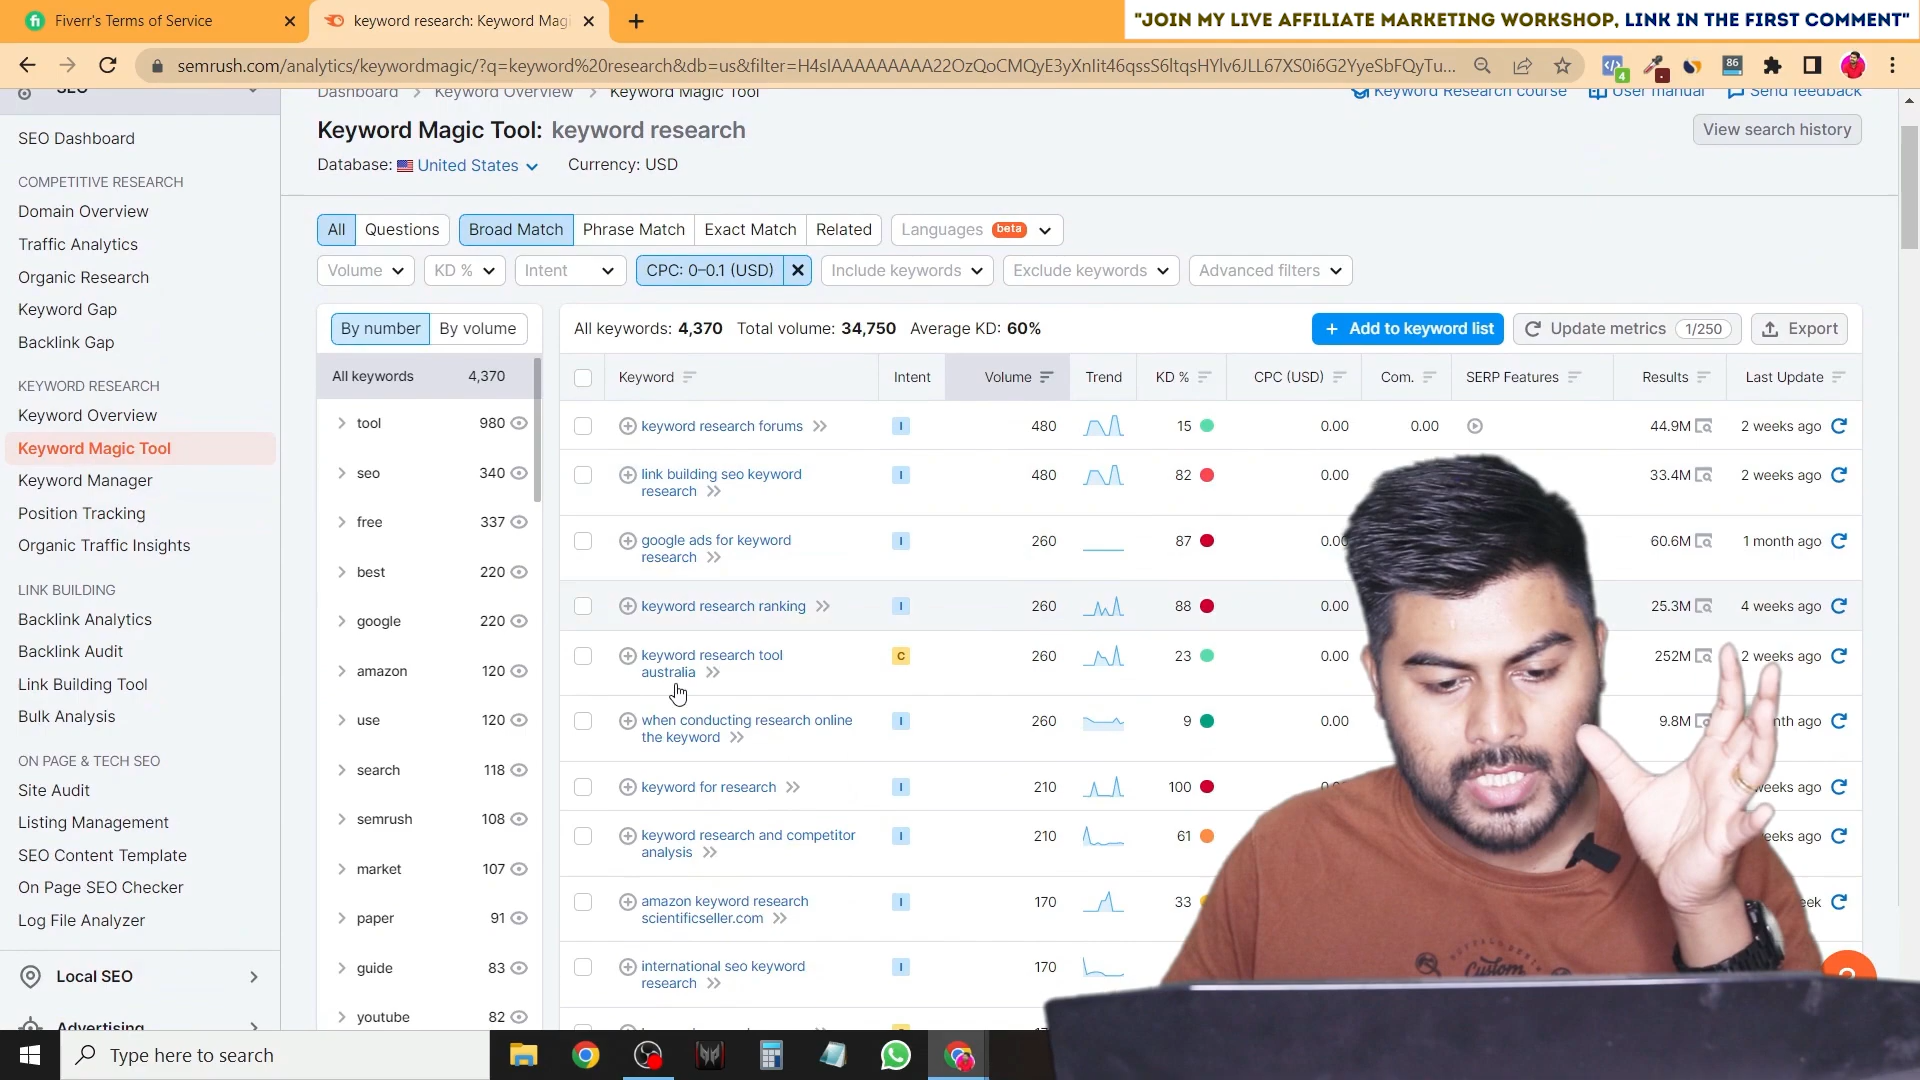 Fiverr's Terms of Service
keyword research: Keyword Magi
"JOIN MY LIVE AFFILIATE MARKETING WORKSHOP, LINK IN THE FIRST COMMENT"
semrush.com/analytics/keywordmagic/?q=keyword%20research&db=us&filter=
4
86
SEO
SEO Dashboard
COMPETITIVE RESEARCH
Domain Overview
Traffic Analytics
Organic Research
Keyword Gap
Backlink Gap
KEYWORD RESEARCH
Keyword Overview
Keyword Magic Tool
Keyword Manager
Position Tracking
Organic Traffic Insights
LINK BUILDING
Backlink Analytics
Backlink Audit
Link Building Tool
Bulk Analysis
ON PAGE & TECH SEO
Site Audit
Listing Management
SEO Content Template
On Page SEO Checker
Log File Analyzer
Local SEO
Advertising
Dashboard > Keyword Overview > Keyword Magic Tool
Keyword Research course User manual Send feedback
Keyword Magic Tool: keyword research
View search history
Database: United States Currency: USD
All Questions Broad Match Phrase Match Exact Match Related Languages beta
Volume KD % Intent CPC: 0–0.1 (USD) Include keywords Exclude keywords Advanced filters
By number By volume
All keywords 4,370
tool 980
seo 340
free 337
best 220
google 220
amazon 120
use 120
search 118
semrush 108
market 107
paper 91
guide 83
youtube 82
All keywords: 4,370 Total volume: 34,750 Average KD: 60%
+ Add to keyword list Update metrics 1/250 Export
Keyword Intent Volume Trend KD % CPC (USD) Com. SERP Features Results Last Update
keyword research forums I 480 15 0.00 0.00 44.9M 2 weeks ago
link building seo keyword
research I 480 82 0.00 33.4M 2 weeks ago
google ads for keyword
research I 260 87 0.00 60.6M 1 month ago
keyword research ranking I 260 88 0.00 25.3M 4 weeks ago
keyword research tool
australia C 260 23 0.00 252M 2 weeks ago
when conducting research online
the keyword I 260 9 0.00 9.8M nth ago
keyword for research I 210 100 weeks ago
keyword research and competitor
analysis I 210 61 eeks ago
amazon keyword research
scientificseller.com I 170 33 eek
international seo keyword
research I 170
Custom
Type here to search